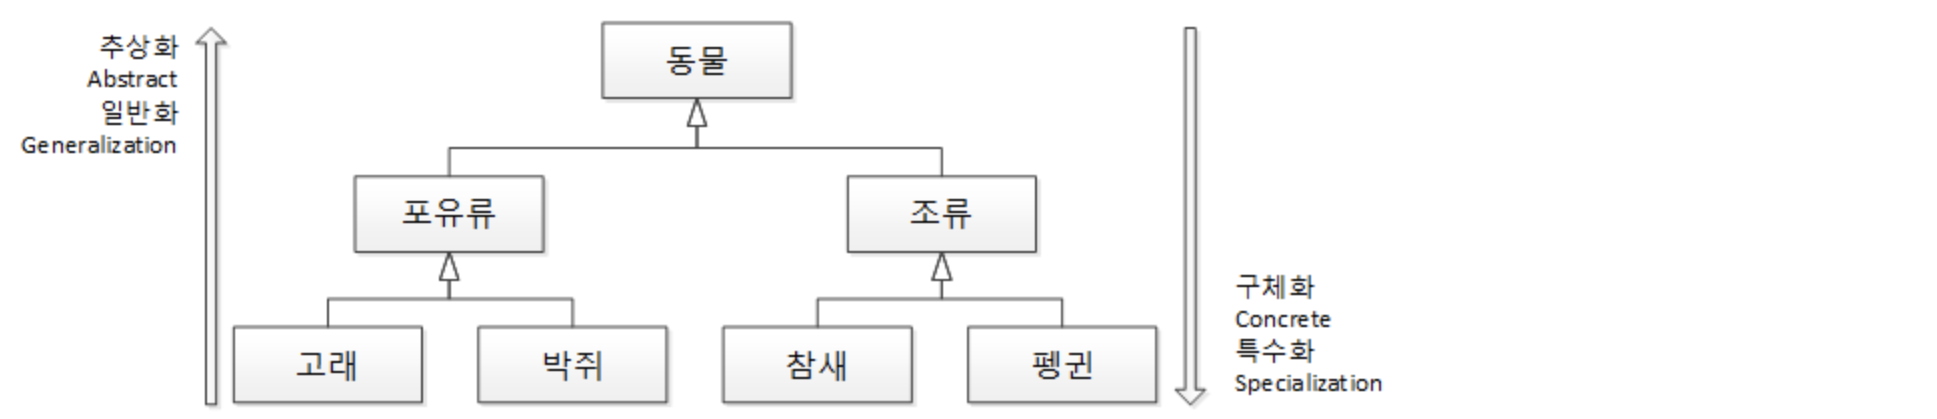 추상화
Abstract
일반화
Generalization
동물
포유류
조류
고래
박쥐
참새
펭귄
구체화
Concrete
특수화
Specialization